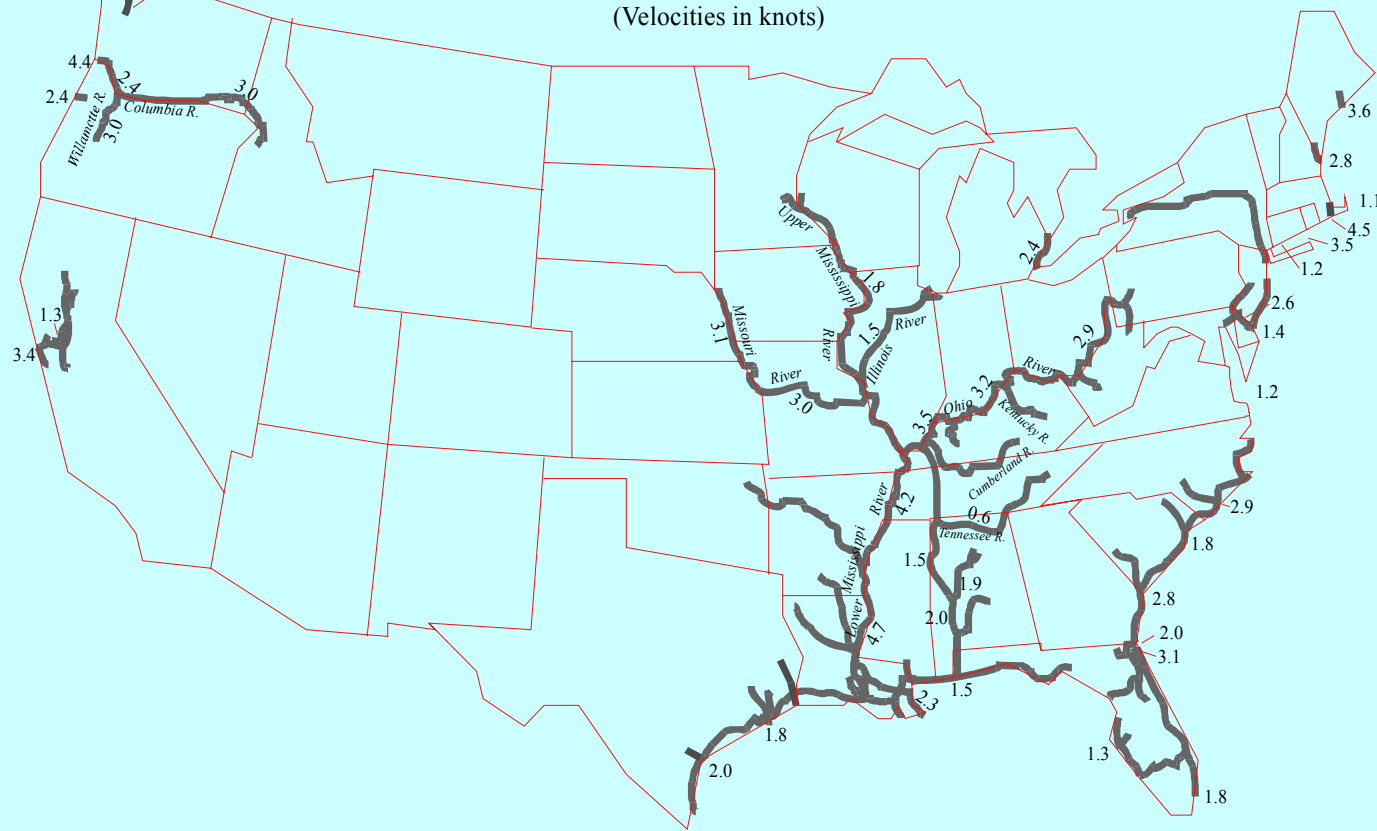 (Velocities in knots)
4.4
2.4
3.0
2.4
Columbia R.
Willamette R.
3.0
3.6
2.8
1.1
4.5
3.5
1.2
Upper
2.4
Mississippi
1.8
River
1.3
3.4
Missouri
3.1
River
3.0
1.5
River
Illinois
2.9
2.6
1.4
1.2
River
3.2
Ohio
3.5
Kentucky R.
Cumberland R.
River
4.2
0.6
Tennessee R.
2.9
1.8
Mississippi
Lower
4.7
1.5
1.9
2.0
2.8
2.0
3.1
1.5
2.3
1.8
2.0
1.3
1.8